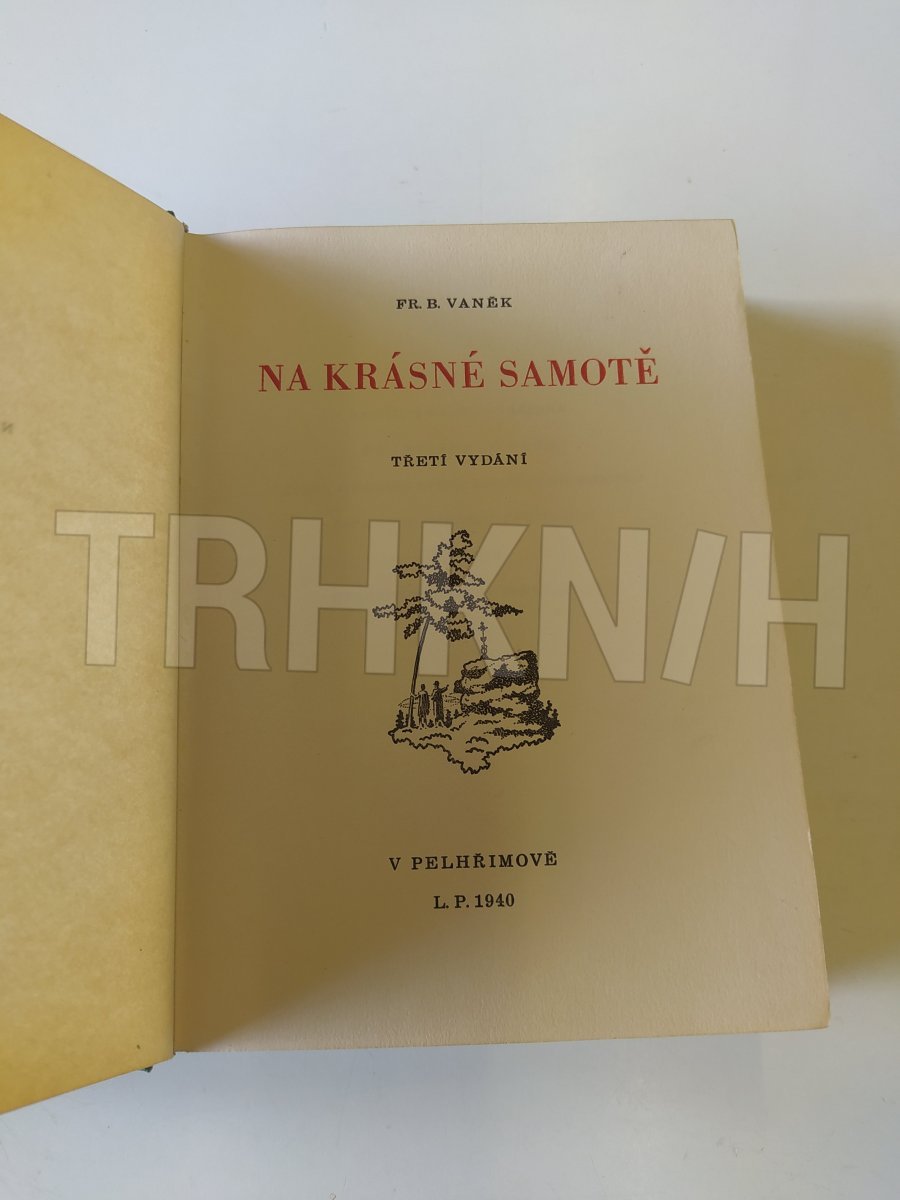 FR. B. VANĚK
NA KRÁSNÉ SAMOTĚ
TŘETÍ VYDÁNÍ
TRHKNIH
V PELHŘIMOVĚ
L. P. 1940